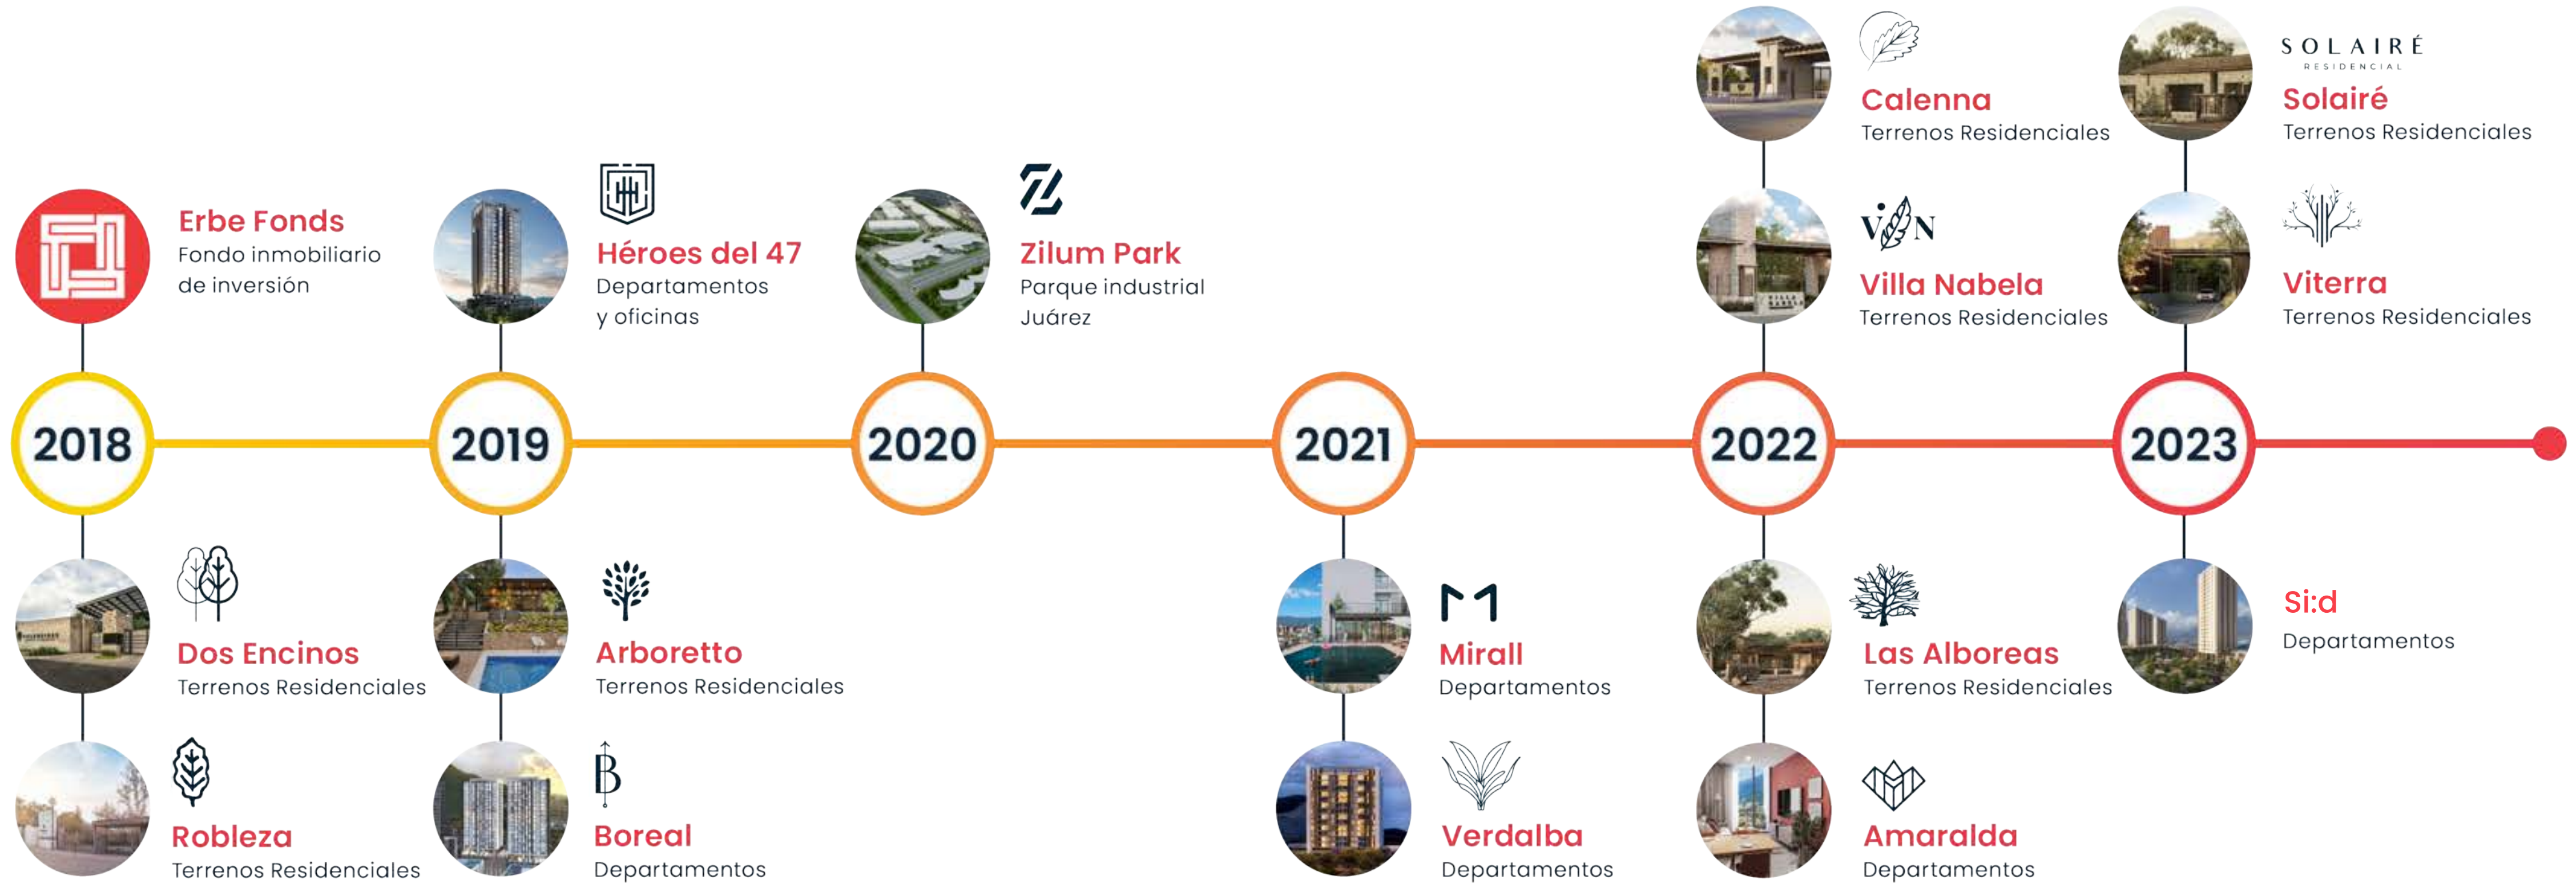 Erbe Fonds
Fondo inmobiliario
de inversión
2018
Dos Encinos
Terrenos Residenciales
Robleza
Terrenos Residenciales
Héroes del 47
Departamentos
y oficinas
2019
Arboretto
Terrenos Residenciales
B
Boreal
Departamentos
Zilum Park
Parque industrial
Juárez
2020
2021
Mirall
Departamentos
Verdalba
Departamentos
Calenna
Terrenos Residenciales
ViN
Villa Nabela
Terrenos Residenciales
2022
Las Alboreas
Terrenos Residenciales
Amaralda
Departamentos
SOLAIRÉ
RESIDENCIAL
Solairé
Terrenos Residenciales
Viterra
Terrenos Residenciales
2023
Si:d
Departamentos